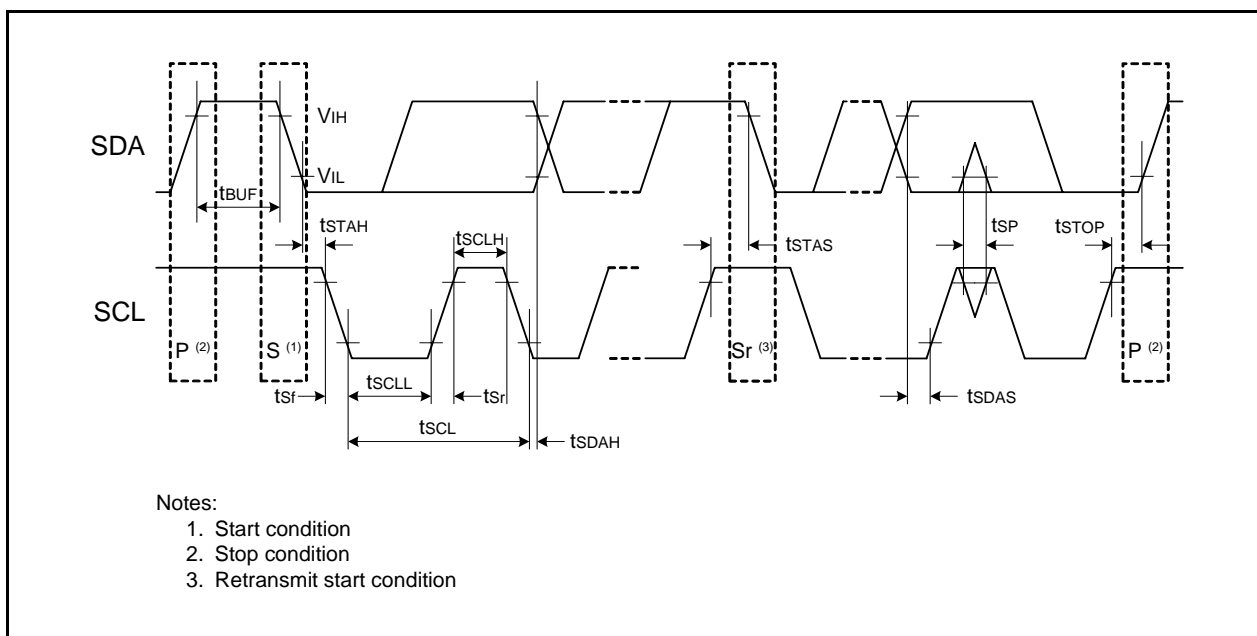 SDA
VIH
VIL
tBUF
tSTAH
tSCLH
tSTAS
tSP
tSTOP
SCL
P (2)
S (1)
Sr (3)
P (2)
tSf
tSCLL
tSr
tSDAS
tSCL
tSDAH
Notes:
1. Start condition
2. Stop condition
3. Retransmit start condition